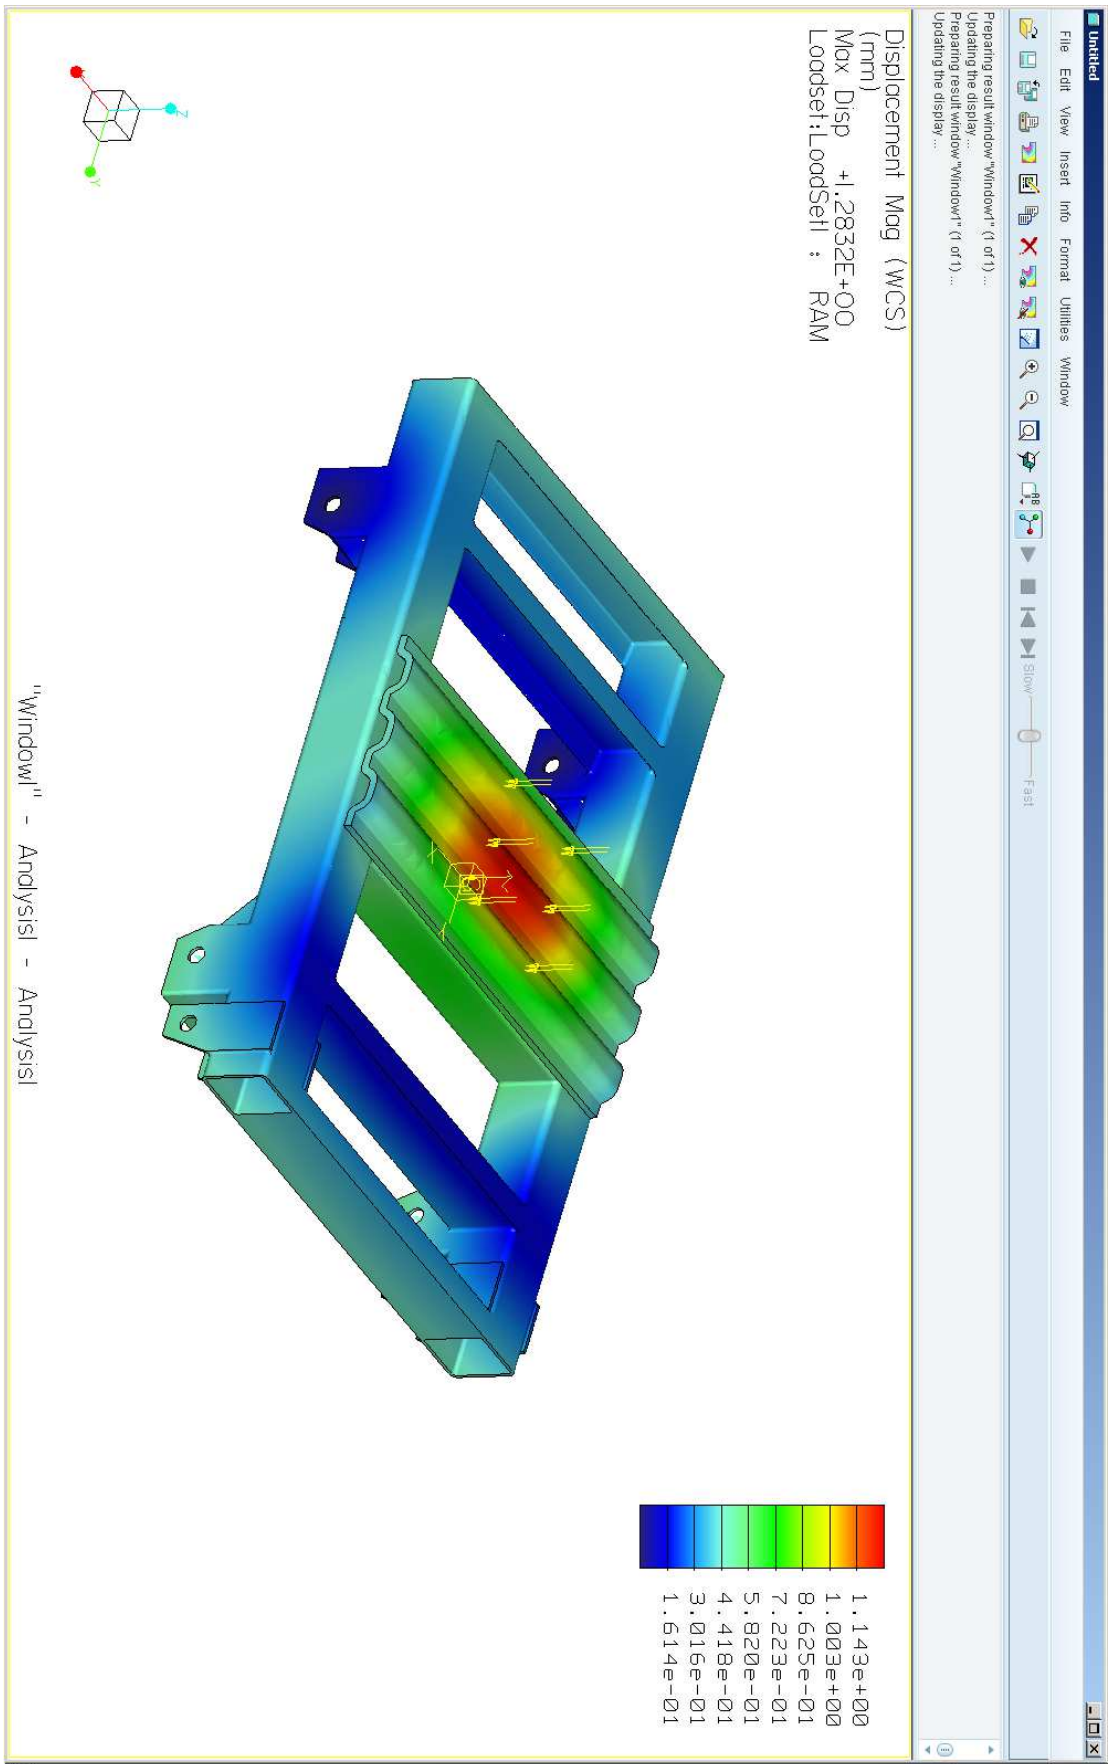 Untitled
File Edit View Insert Info Format Utilities Window
Slow
Fast
Preparing result window "Window1" (1 of 1) ...
Updating the display ...
Preparing result window "Window1" (1 of 1) ...
Updating the display ...
Displacement Mag (WCS)
(mm)
Max Disp +1.2832E+00
Loadset:LoadSet1 : RAM
1.143e+00
1.003e+00
8.625e-01
7.223e-01
5.820e-01
4.418e-01
3.016e-01
1.614e-01
Z
Y
"Window1" - Analysis1 - Analysis1